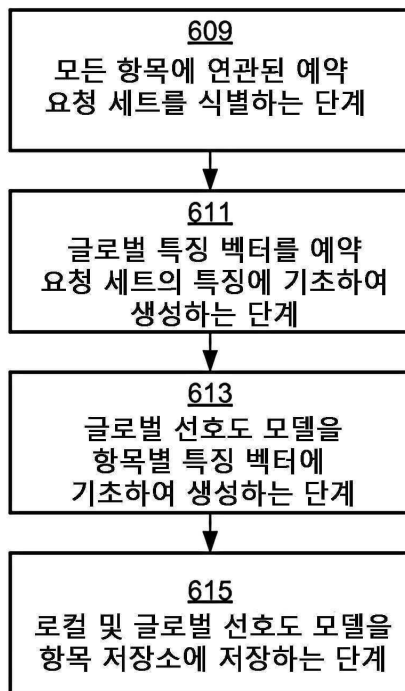 609
모든 항목에 연관된 예약
요청 세트를 식별하는 단계
611
글로벌 특징 벡터를 예약
요청 세트의 특징에 기초하여
생성하는 단계
613
글로벌 선호도 모델을
항목별 특징 벡터에
기초하여 생성하는 단계
615
로컬 및 글로벌 선호도 모델을
항목 저장소에 저장하는 단계